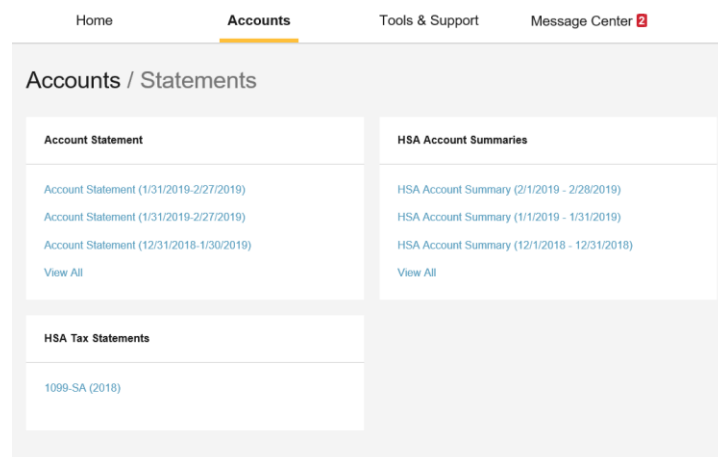 Home Accounts Tools & Support Message Center 2
Accounts / Statements
Account Statement
Account Statement (1/31/2019-2/27/2019)
Account Statement (1/31/2019-2/27/2019)
Account Statement (12/31/2018-1/30/2019)
View All
HSA Account Summaries
HSA Account Summary (2/1/2019 - 2/28/2019)
HSA Account Summary (1/1/2019 - 1/31/2019)
HSA Account Summary (12/1/2018 - 12/31/2018)
View All
HSA Tax Statements
1099-SA (2018)